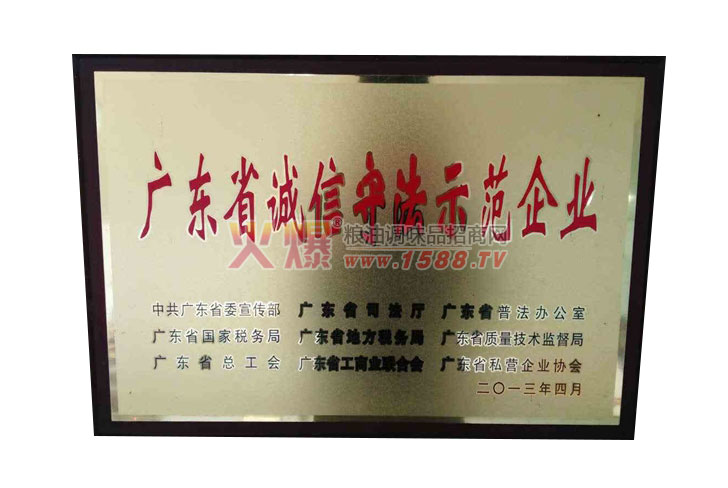 广东省诚信守法示范企业
火爆®粮油调味品招商网
www.1588.TV
中共广东省委宣传部 广东省司法厅 广东省普法办公室
广东省国家税务局 广东省地方税务局 广东省质量技术监督局
广东省总工会 广东省工商业联合会 广东省私营企业协会
二〇一三年四月